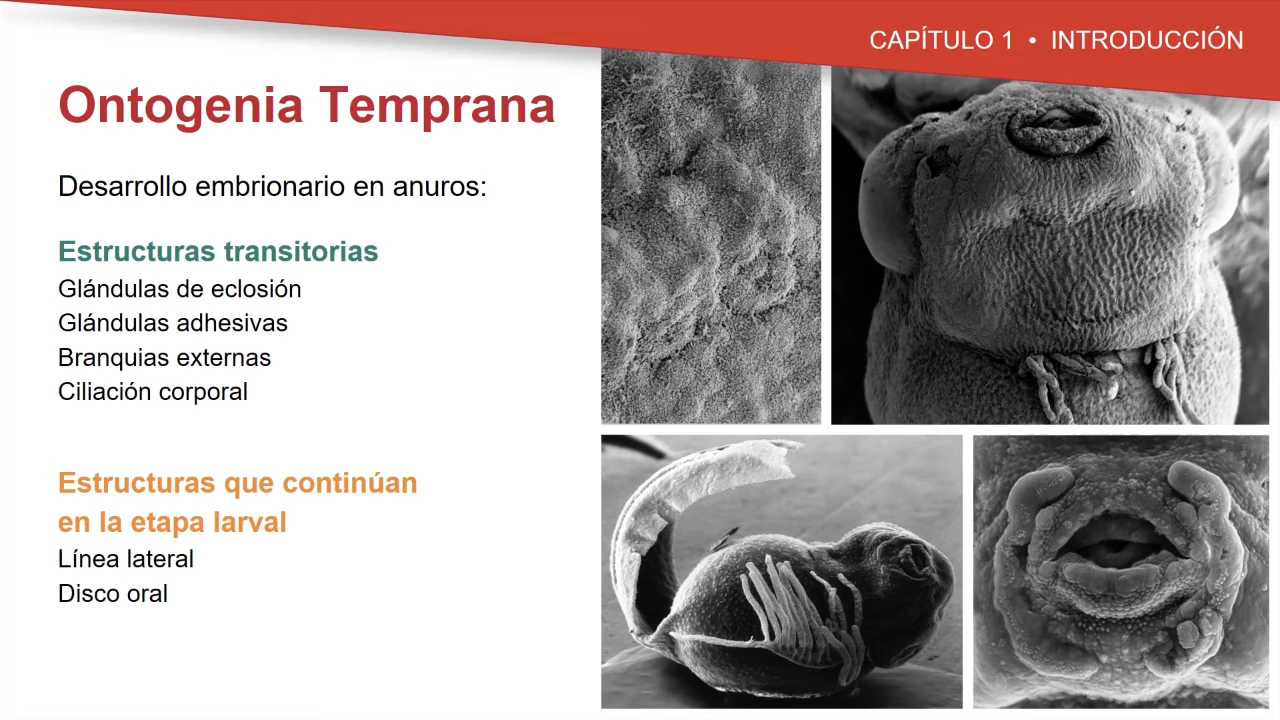 CAPÍTULO 1 • INTRODUCCIÓN
Ontogenia Temprana
Desarrollo embrionario en anuros:
Estructuras transitorias
Glándulas de eclosión
Glándulas adhesivas
Branquias externas
Ciliación corporal
Estructuras que continúan
en la etapa larval
Línea lateral
Disco oral